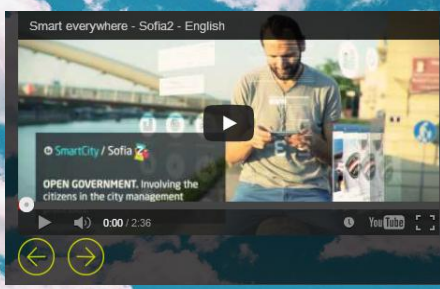 Smart everywhere - Sofia2 - English
SmartCity / Sofia 2
OPEN GOVERNMENT. Involving the
citizens in the city management
0:00 / 2:36
YouTube